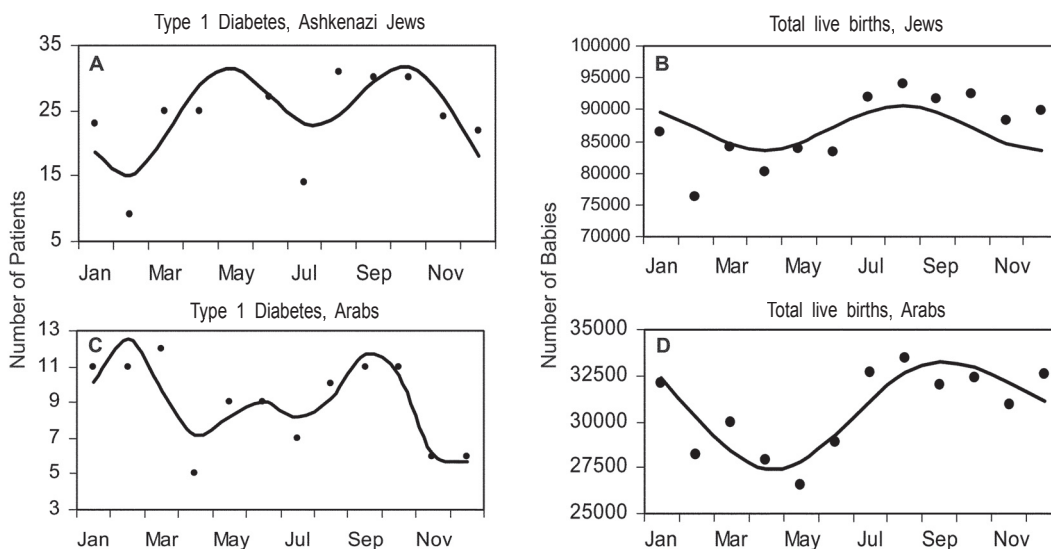 Type 1 Diabetes, Ashkenazi Jews
35
25
15
5
A
Jan Mar May Jul Sep Nov
Total live births, Jews
100000
95000
90000
85000
80000
75000
70000
B
Jan Mar May Jul Sep Nov
Number of Patients
Number of Babies
Type 1 Diabetes, Arabs
13
11
9
7
5
3
C
Jan Mar May Jul Sep Nov
Total live births, Arabs
35000
32500
30000
27500
25000
D
Jan Mar May Jul Sep Nov